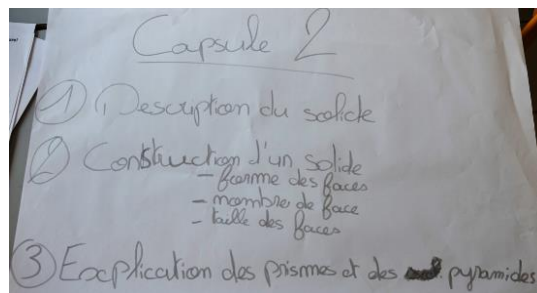 Capsule 2
① Description du solide
② Construction d'un solide
- forme des faces
- nombre de face
- taille des faces
③ Explication des prismes et des pyramides